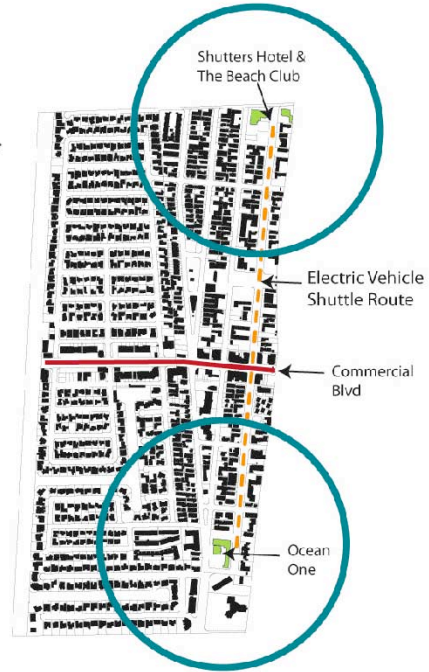 Shutters Hotel &
The Beach Club
Electric Vehicle
Shuttle Route
Commercial
Blvd
Ocean
One